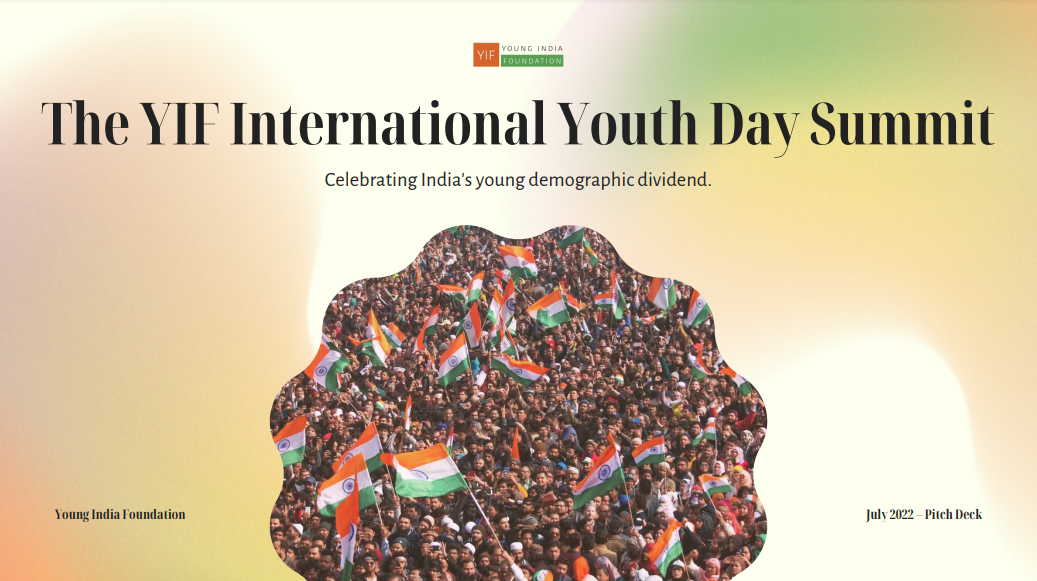 YIF
YOUNG INDIA
FOUNDATION
The YIF International Youth Day Summit
Celebrating India's young demographic dividend.
Young India Foundation
July 2022 – Pitch Deck